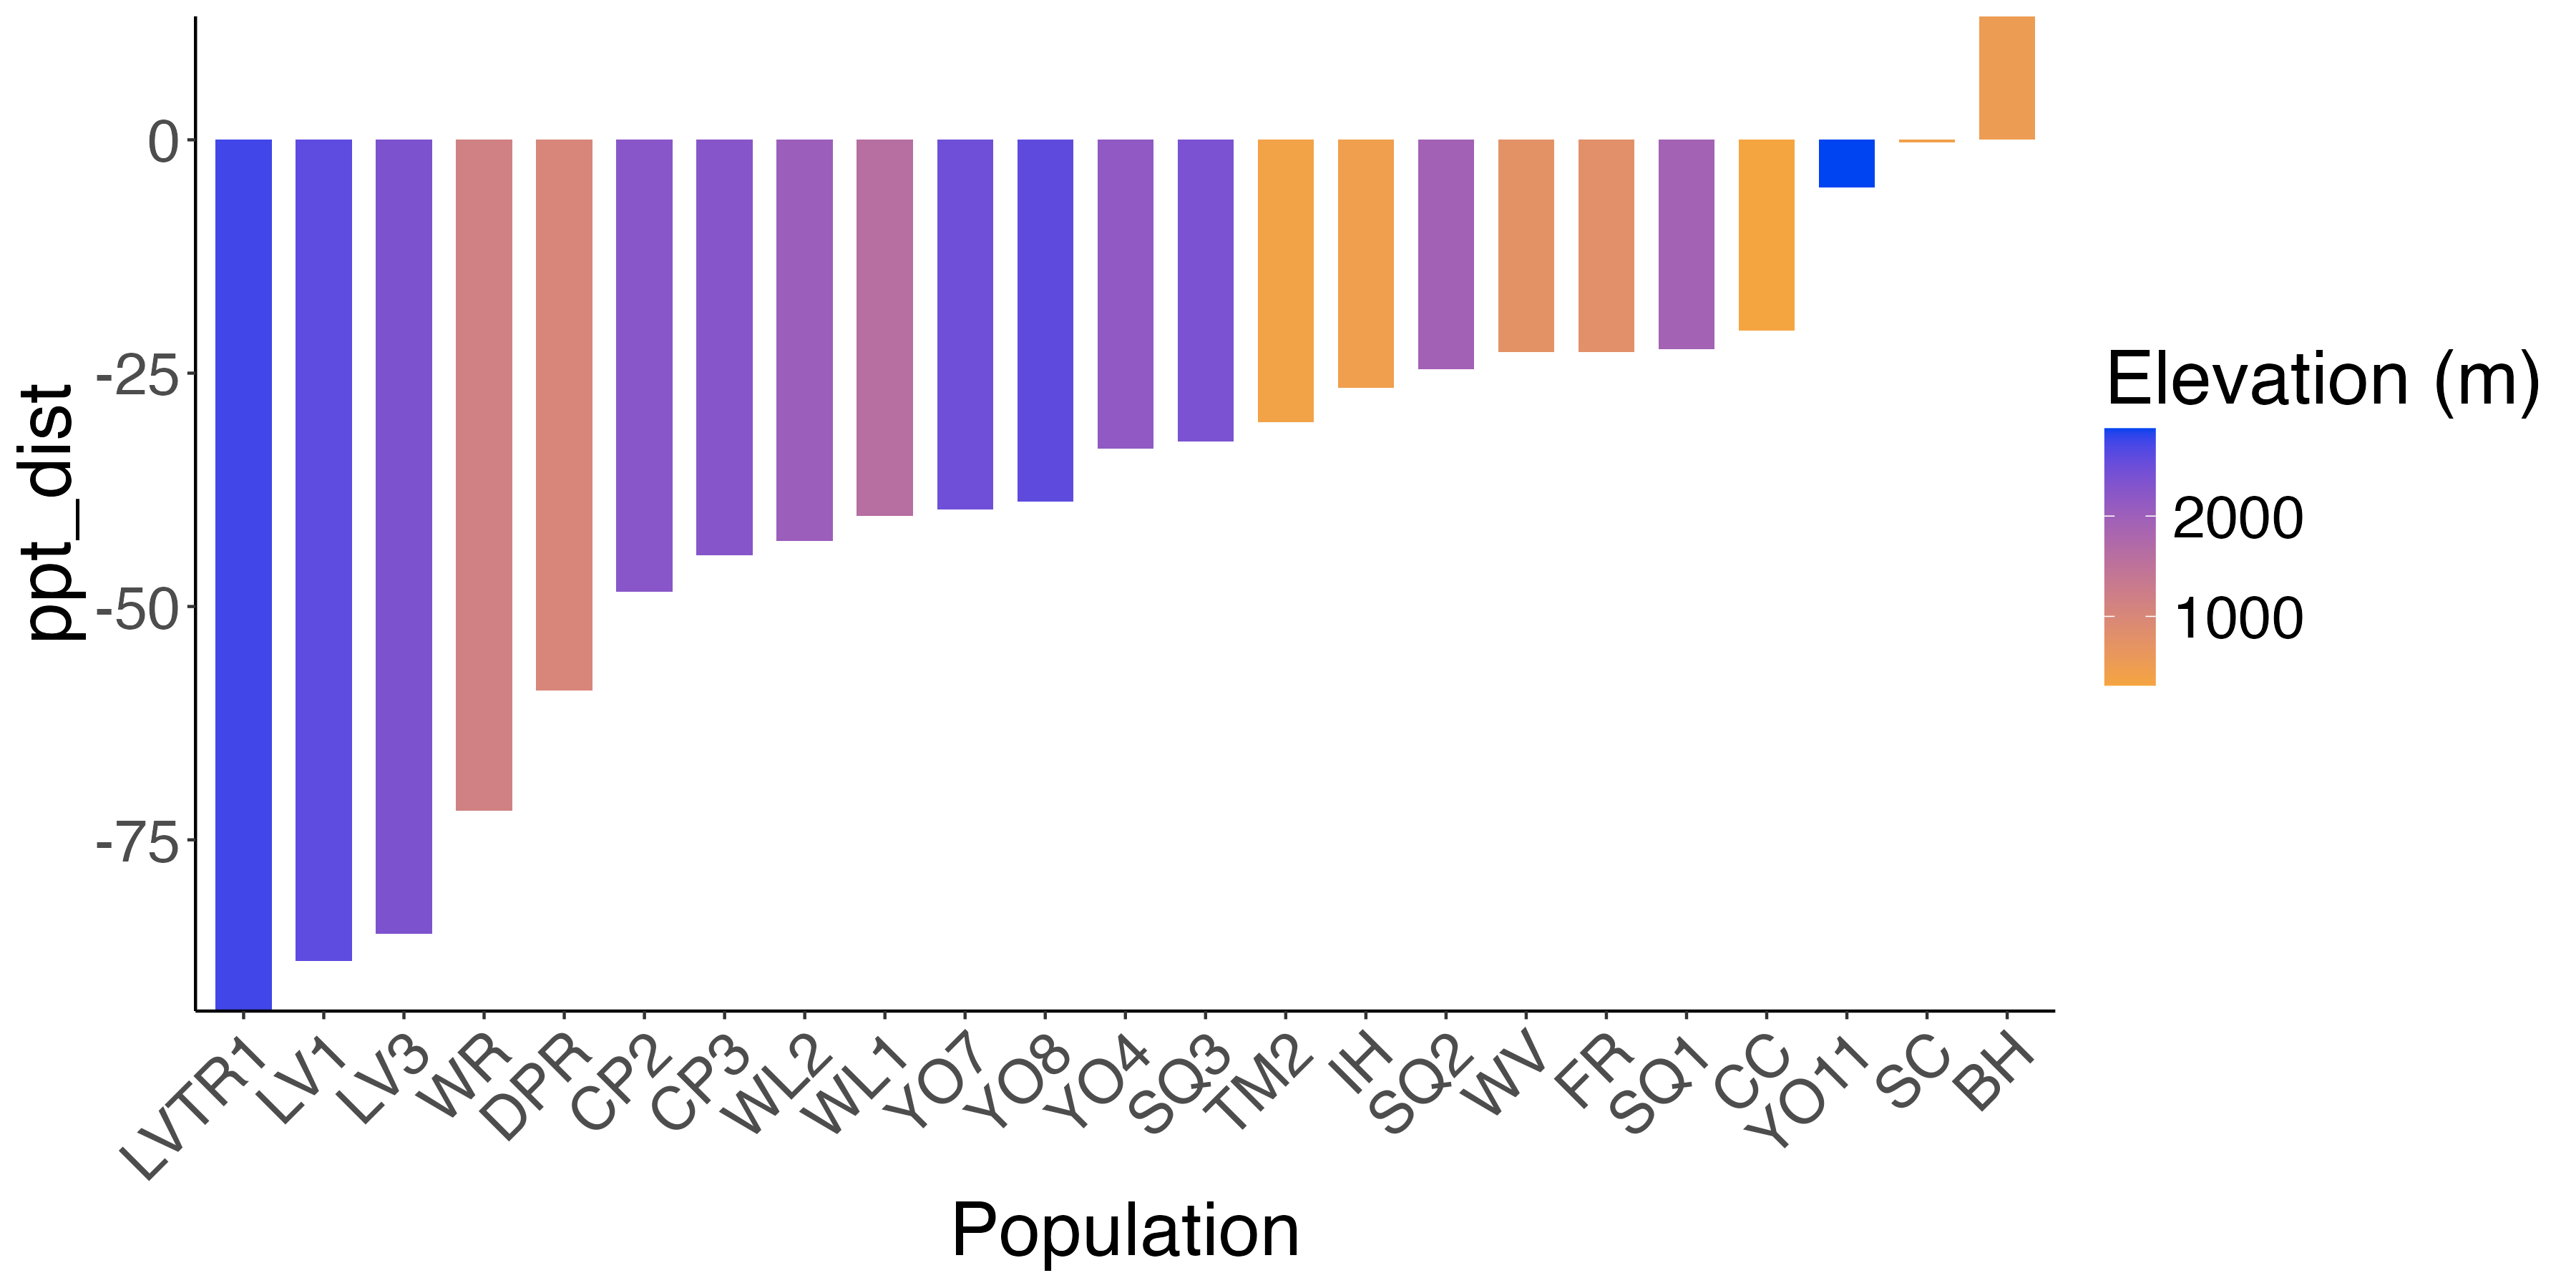 0
-25
-50
-75
ppt_dist
LVTR1
LV1
LV3
WR
DPR
CP2
CP3
WL2
WL1
YO7
YO8
YO4
SQ3
TM2
IH
SQ2
WV
FR
SQ1
CC
YO11
SC
BH
Population
Elevation (m)
2000
1000